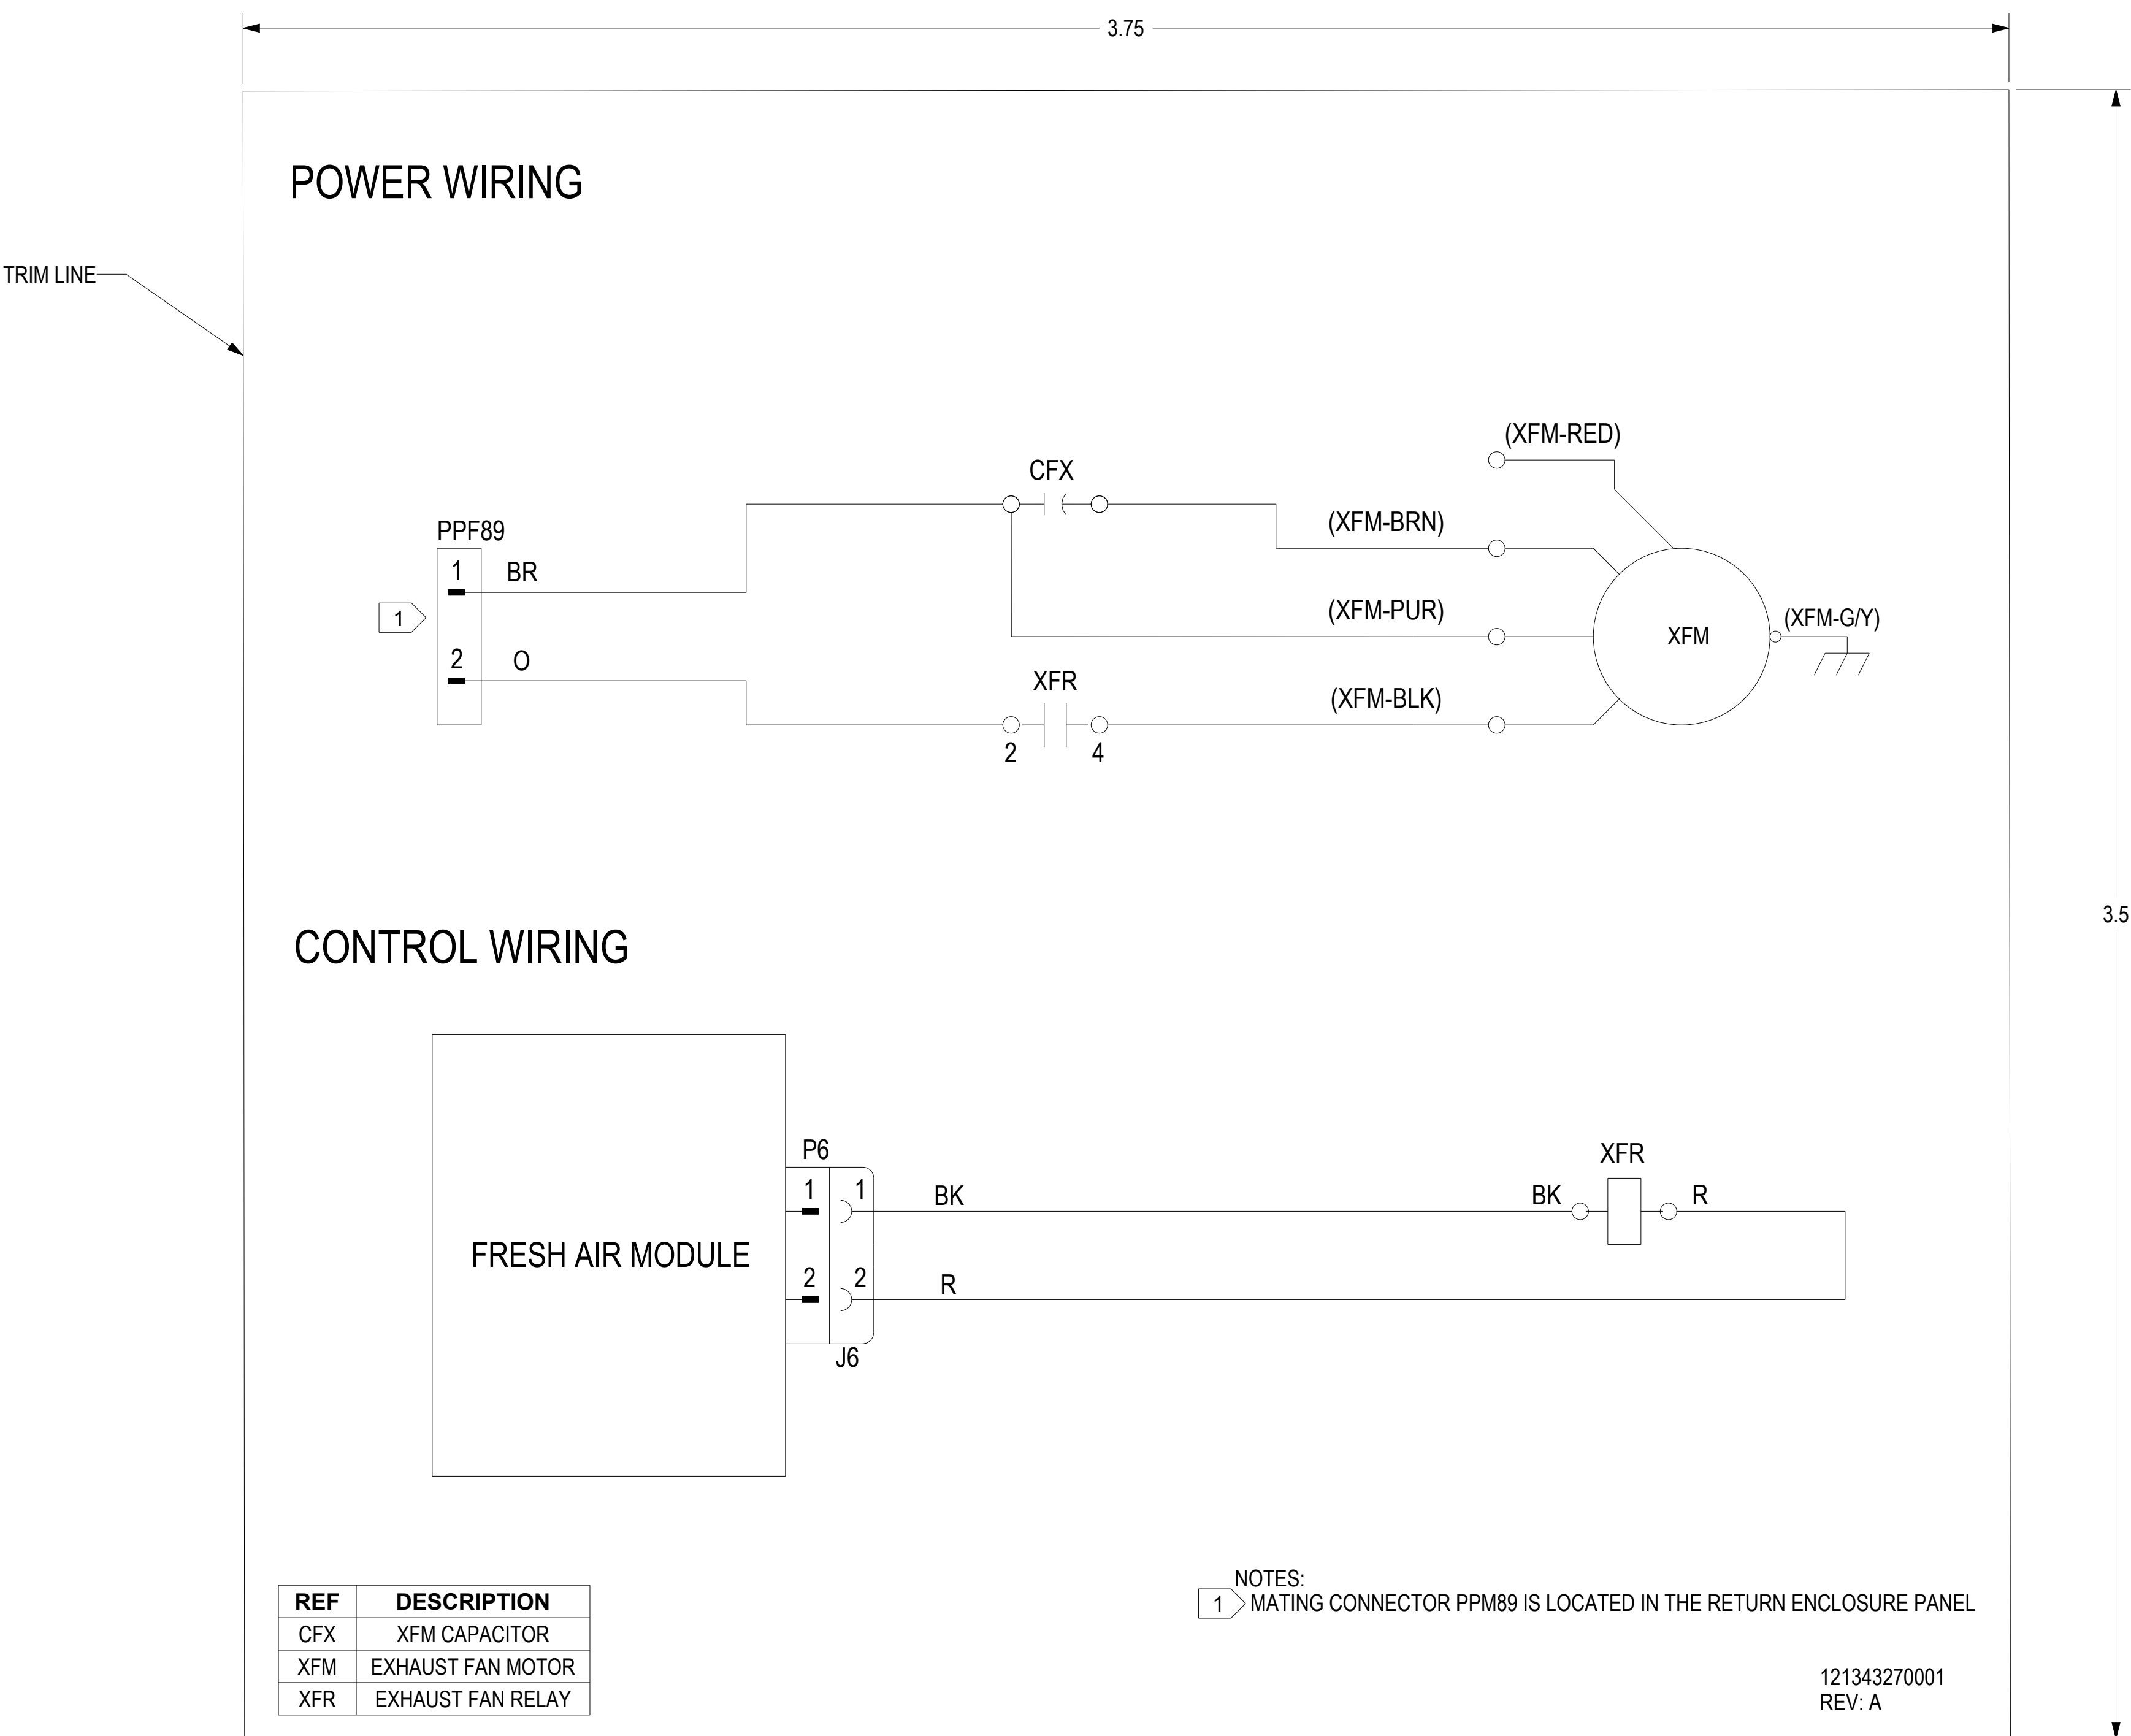 3.75
POWER WIRING
TRIM LINE
(XFM-RED)
CFX
(XFM-BRN)
PPF89
1 BR
1
(XFM-PUR)
(XFM-G/Y)
XFM
2 O
XFR
(XFM-BLK)
2 4
3.5
CONTROL WIRING
P6
XFR
1 1 BK
BK R
FRESH AIR MODULE
2 2 R
J6
REF DESCRIPTION
CFX XFM CAPACITOR
XFM EXHAUST FAN MOTOR
XFR EXHAUST FAN RELAY
NOTES:
1 MATING CONNECTOR PPM89 IS LOCATED IN THE RETURN ENCLOSURE PANEL
121343270001
REV: A